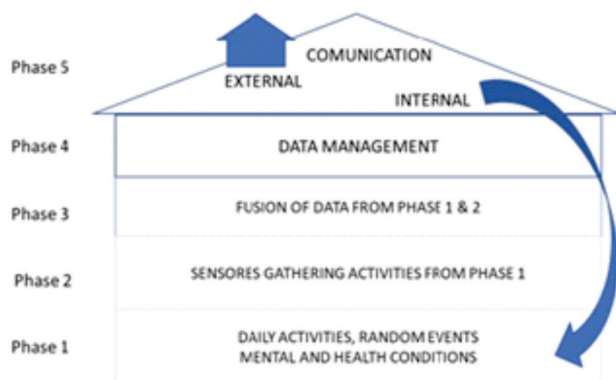 Phase 5
COMUNICATION
EXTERNAL
INTERNAL
Phase 4
DATA MANAGEMENT
Phase 3
FUSION OF DATA FROM PHASE 1 & 2
Phase 2
SENSORES GATHERING ACTIVITIES FROM PHASE 1
Phase 1
DAILY ACTIVITIES, RANDOM EVENTS
MENTAL AND HEALTH CONDITIONS